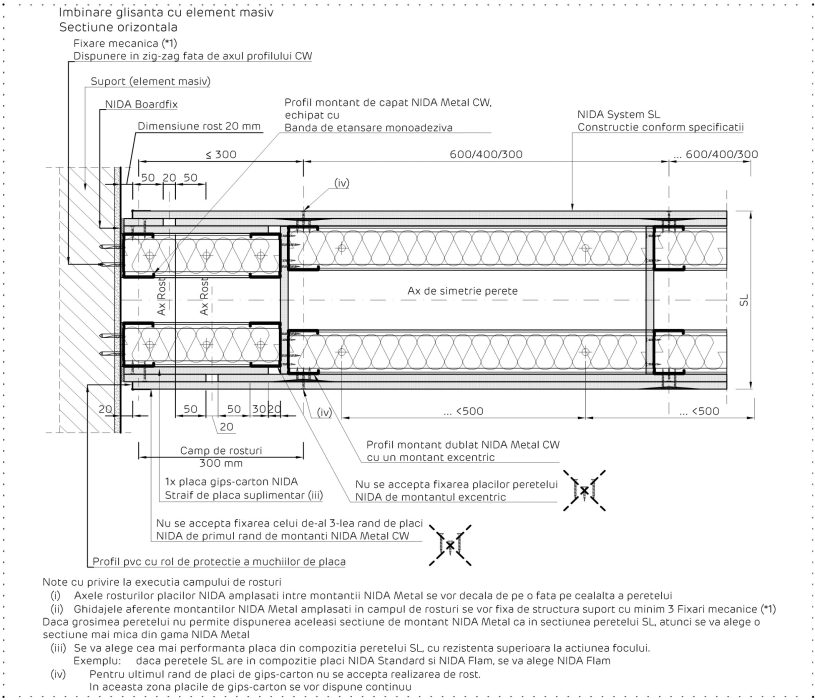 Imbinare glisanta cu element masiv
Sectiune orizontala
Fixare mecanica (*1)
Dispunere in zig-zag fata de axul profilului CW
Suport (element masiv)
NIDA Boardfix
Dimensiune rost 20 mm
Profil montant de capat NIDA Metal CW,
echipat cu
Banda de etansare monoadeziva
NIDA System SL
Constructie conform specificatii
≤ 300
600/400/300
... 600/400/300
50 20 50
(iv)
Ax Rost
Ax Rost
Ax de simetrie perete
SL
20
50
50
30
20
20
(iv)
... <500
... <500
Camp de rosturi
300 mm
Profil montant dublat NIDA Metal CW
cu un montant excentric
1x placa gips-carton NIDA
Straif de placa suplimentar (iii)
Nu se accepta fixarea placilor peretelui
NIDA de montantul excentric
Nu se accepta fixarea celui de-al 3-lea rand de placi
NIDA de primul rand de montanti NIDA Metal CW
Profil pvc cu rol de protectie a muchiilor de placa
Note cu privire la executia campului de rosturi
(i) Axele rosturilor placilor NIDA amplasati intre montantii NIDA Metal se vor decala de pe o fata pe cealalta a peretelui
(ii) Ghidajele aferente montantilor NIDA Metal amplasati in campul de rosturi se vor fixa de structura suport cu minim 3 Fixari mecanice (*1)
Daca grosimea peretelui nu permite dispunerea aceleasi sectiune de montant NIDA Metal ca in sectiunea peretelui SL, atunci se va alege o
sectiune mai mica din gama NIDA Metal
(iii) Se va alege cea mai performanta placa din compozitia peretelui SL, cu rezistenta superioara la actiunea focului.
Exemplu: daca peretele SL are in compozitie placi NIDA Standard si NIDA Flam, se va alege NIDA Flam
(iv) Pentru ultimul rand de placi de gips-carton nu se accepta realizarea de rost.
In aceasta zona placile de gips-carton se vor dispune continuu